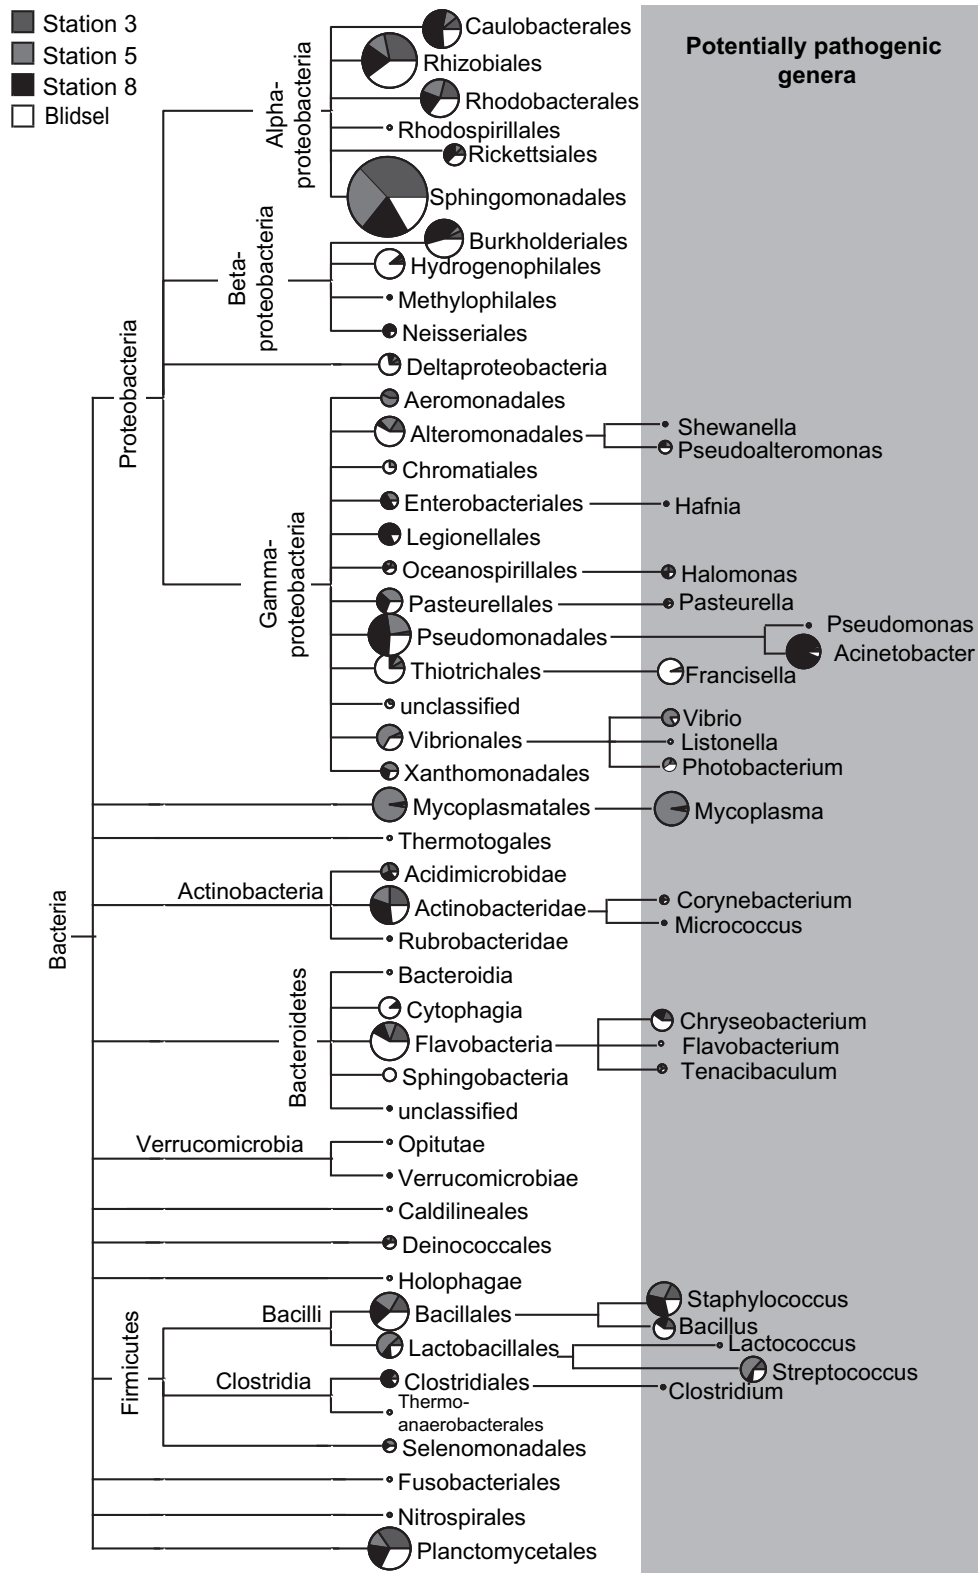 Station 3
Station 5
Station 8
Blidsel
Potentially pathogenic
genera
Bacteria
Proteobacteria
Alpha-
proteobacteria
Caulobacterales
Rhizobiales
Rhodobacterales
Rhodospirillales
Rickettsiales
Sphingomonadales
Beta-
proteobacteria
Burkholderiales
Hydrogenophilales
Methylophilales
Neisseriales
Deltaproteobacteria
Gamma-
proteobacteria
Aeromonadales
Alteromonadales
Shewanella
Pseudoalteromonas
Chromatiales
Enterobacteriales
Hafnia
Legionellales
Oceanospirillales
Halomonas
Pasteurellales
Pasteurella
Pseudomonadales
Pseudomonas
Acinetobacter
Thiotrichales
Francisella
unclassified
Vibrionales
Vibrio
Listonella
Photobacterium
Xanthomonadales
Mycoplasmatales
Mycoplasma
Thermotogales
Actinobacteria
Acidimicrobidae
Actinobacteridae
Corynebacterium
Micrococcus
Rubrobacteridae
Bacteroidetes
Bacteroidia
Cytophagia
Flavobacteria
Chryseobacterium
Flavobacterium
Tenacibaculum
Sphingobacteria
unclassified
Verrucomicrobia
Opitutae
Verrucomicrobiae
Caldilineales
Deinococcales
Holophagae
Firmicutes
Bacilli
Bacillales
Staphylococcus
Bacillus
Lactobacillales
Lactococcus
Streptococcus
Clostridia
Clostridiales
Clostridium
Thermo-
anaerobacterales
Selenomonadales
Fusobacteriales
Nitrospirales
Planctomycetales